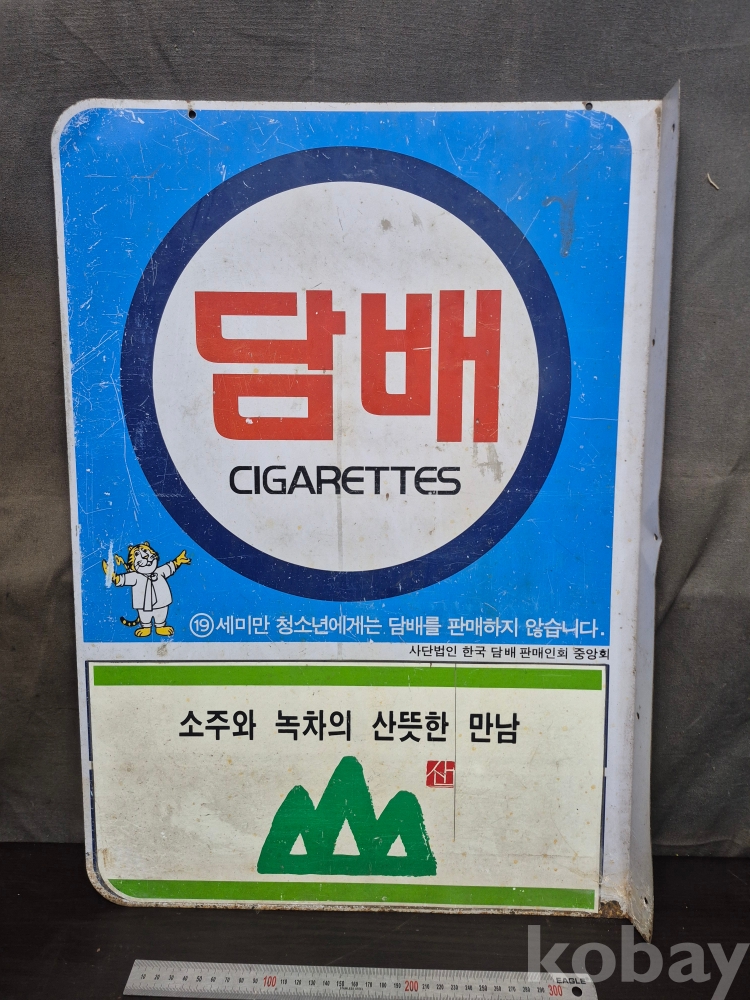 담배
CIGARETTES
⑲세미만 청소년에게는 담배를 판매하지 않습니다.
사단법인 한국 담배 판매인회 중앙회
소주와 녹차의 산뜻한 만남
산
100
200
300
EAGLE
kobay